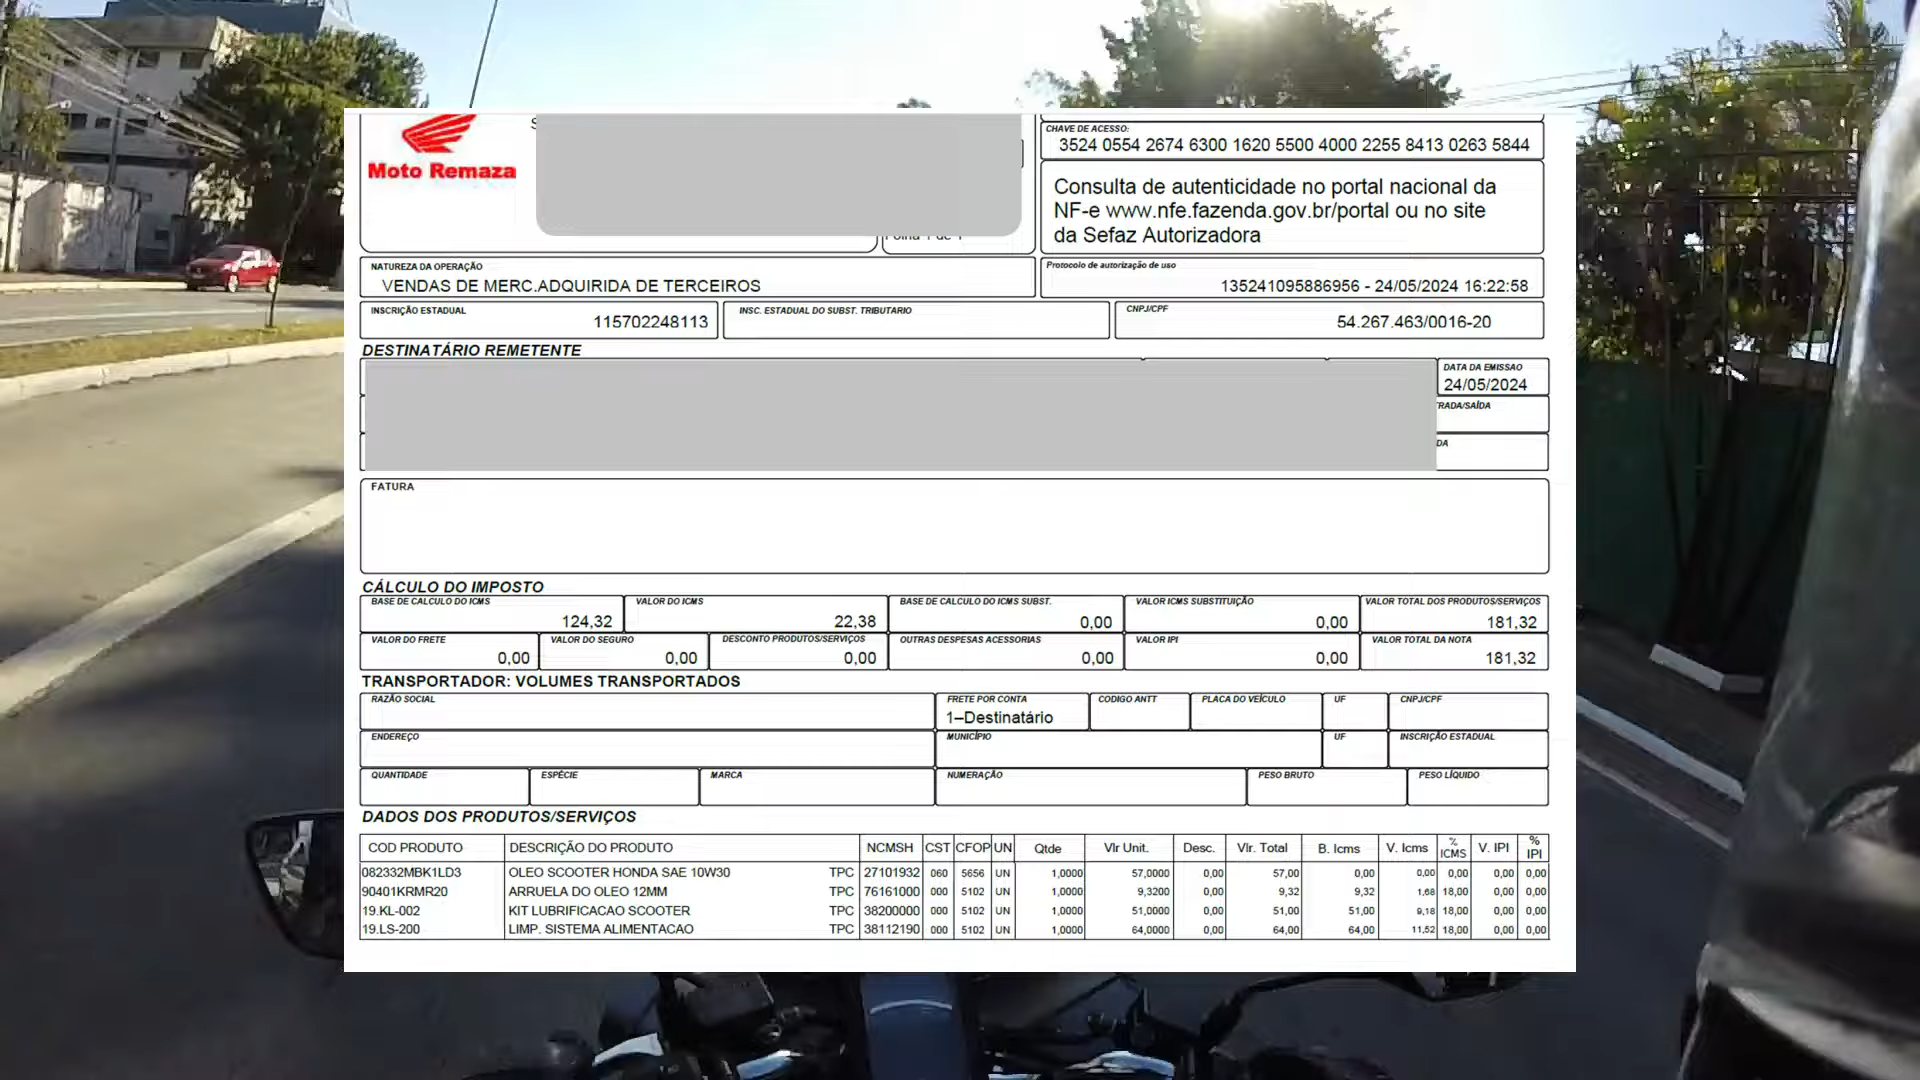 Moto Remaza
CHAVE DE ACESSO:
3524 0554 2674 6300 1620 5500 4000 2255 8413 0263 5844
Consulta de autenticidade no portal nacional da
NF-e www.nfe.fazenda.gov.br/portal ou no site
da Sefaz Autorizadora
NATUREZA DA OPERAÇÃO
VENDAS DE MERC.ADQUIRIDA DE TERCEIROS
Protocolo de autorização de uso
135241095886956 - 24/05/2024 16:22:58
INSCRIÇÃO ESTADUAL
115702248113
INSC. ESTADUAL DO SUBST. TRIBUTARIO
CNPJ/CPF
54.267.463/0016-20
DESTINATÁRIO REMETENTE
DATA DA EMISSAO
24/05/2024
TRADA/SAÍDA
DA
FATURA
CÁLCULO DO IMPOSTO
BASE DE CALCULO DO ICMS
124,32
VALOR DO ICMS
22,38
BASE DE CALCULO DO ICMS SUBST.
0,00
VALOR ICMS SUBSTITUIÇÃO
0,00
VALOR TOTAL DOS PRODUTOS/SERVIÇOS
181,32
VALOR DO FRETE
0,00
VALOR DO SEGURO
0,00
DESCONTO PRODUTOS/SERVIÇOS
0,00
OUTRAS DESPESAS ACESSORIAS
0,00
VALOR IPI
0,00
VALOR TOTAL DA NOTA
181,32
TRANSPORTADOR: VOLUMES TRANSPORTADOS
RAZÃO SOCIAL
FRETE POR CONTA
1–Destinatário
CODIGO ANTT
PLACA DO VEÍCULO
UF
CNPJ/CPF
ENDEREÇO
MUNICÍPIO
UF
INSCRIÇÃO ESTADUAL
QUANTIDADE
ESPÉCIE
MARCA
NUMERAÇÃO
PESO BRUTO
PESO LÍQUIDO
DADOS DOS PRODUTOS/SERVIÇOS
COD PRODUTO DESCRIÇÃO DO PRODUTO NCMSH CST CFOP UN Qtde Vlr Unit. Desc. Vlr. Total B. Icms V. Icms % ICMS V. IPI % IPI
082332MBK1LD3 OLEO SCOOTER HONDA SAE 10W30 TPC 27101932 060 5656 UN 1,0000 57,0000 0,00 57,00 0,00 0,00 0,00 0,00 0,00
90401KRMR20 ARRUELA DO OLEO 12MM TPC 76161000 000 5102 UN 1,0000 9,3200 0,00 9,32 9,32 1,68 18,00 0,00 0,00
19.KL-002 KIT LUBRIFICACAO SCOOTER TPC 38200000 000 5102 UN 1,0000 51,0000 0,00 51,00 51,00 9,18 18,00 0,00 0,00
19.LS-200 LIMP. SISTEMA ALIMENTACAO TPC 38112190 000 5102 UN 1,0000 64,0000 0,00 64,00 64,00 11,52 18,00 0,00 0,00